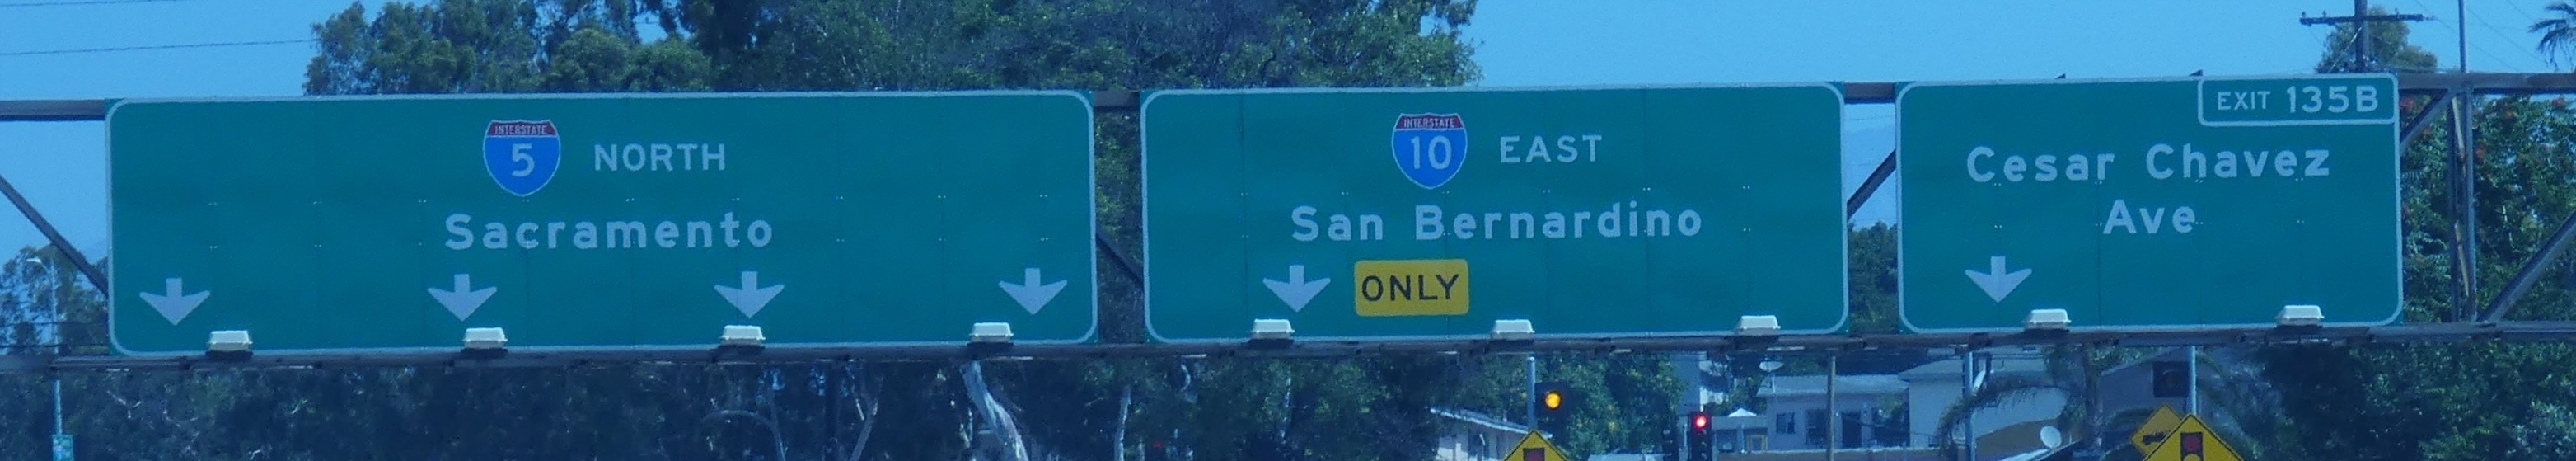 INTERSTATE
5
NORTH
Sacramento
INTERSTATE
10
EAST
San Bernardino
ONLY
EXIT 135B
Cesar Chavez
Ave